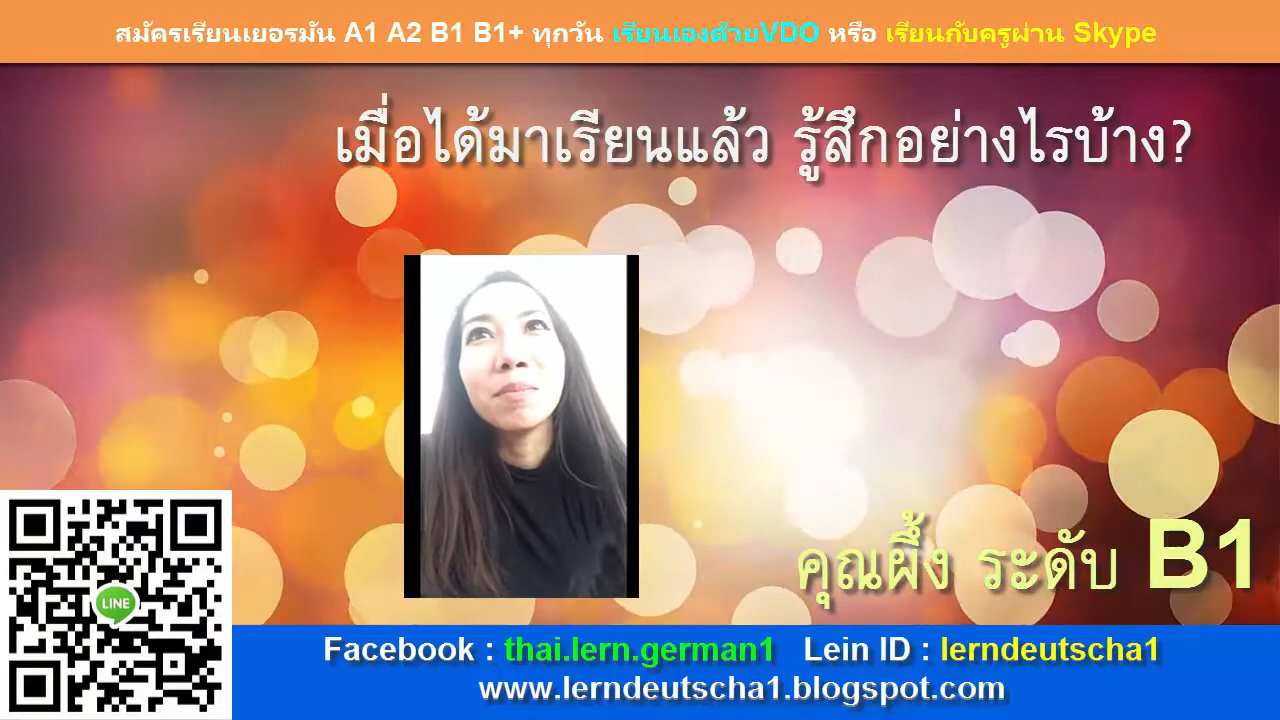 สมัครเรียนเยอรมัน A1 A2 B1 B1+ ทุกวัน เรียนเองด้วยVDO หรือ เรียนกับครูผ่าน Skype
เมื่อได้มาเรียนแล้ว รู้สึกอย่างไรบ้าง?
คุณผึ้ง ระดับ B1
LINE
Facebook : thai.lern.german1 Lein ID : lerndeutscha1
www.lerndeutscha1.blogspot.com